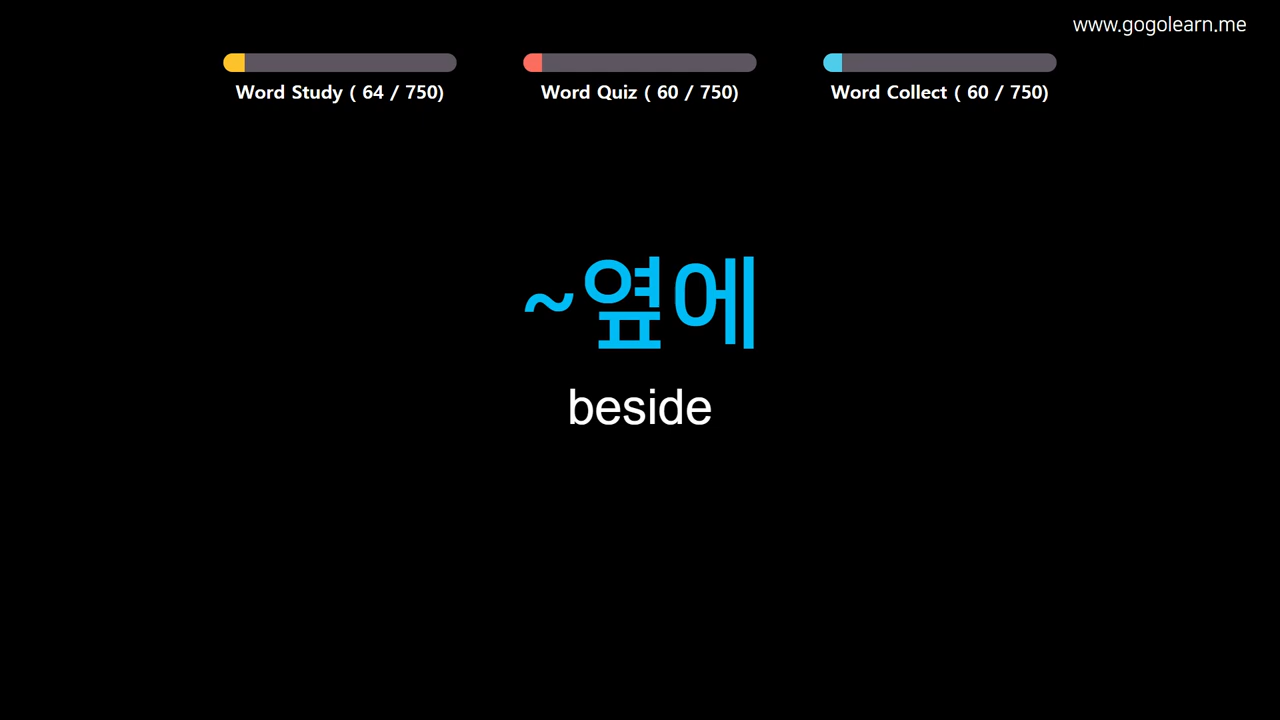 www.gogolearn.me
Word Study ( 64 / 750)
Word Quiz ( 60 / 750)
Word Collect ( 60 / 750)
~옆에
beside